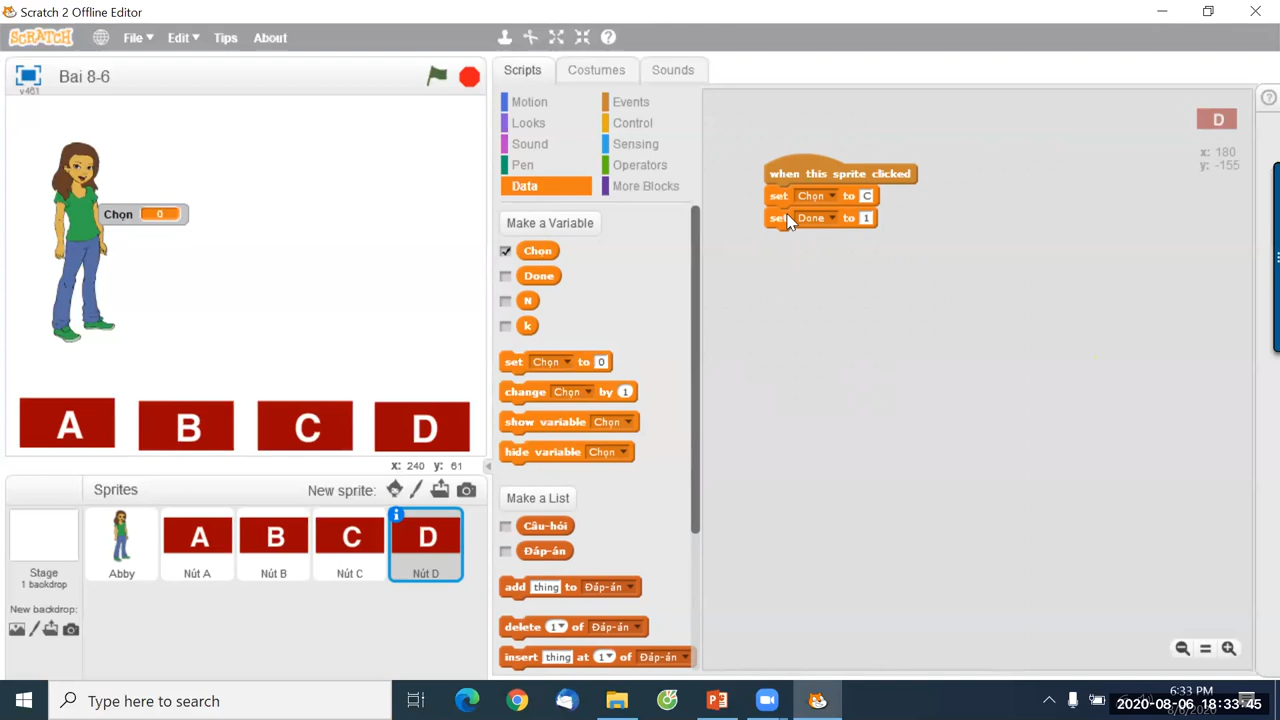 Scratch 2 Offline Editor
SCRATCH File Edit Tips About
v461 Bai 8-6
Chọn 0
A B C D
x: 240 y: 61
Sprites New sprite:
Stage
1 backdrop
New backdrop:
Abby
A
Nút A
B
Nút B
C
Nút C
D
Nút D
Scripts Costumes Sounds
Motion Events
Looks Control
Sound Sensing
Pen Operators
Data More Blocks
Make a Variable
Chọn
Done
N
k
set Chọn to 0
change Chọn by 1
show variable Chọn
hide variable Chọn
Make a List
Câu-hỏi
Đáp-án
add thing to Đáp-án
delete 1 of Đáp-án
insert thing at 1 of Đáp-án
when this sprite clicked
set Chọn to C
set Done to 1
D
x: 180
y: -155
Type here to search
6:33 PM
2020-08-06 18:33:45